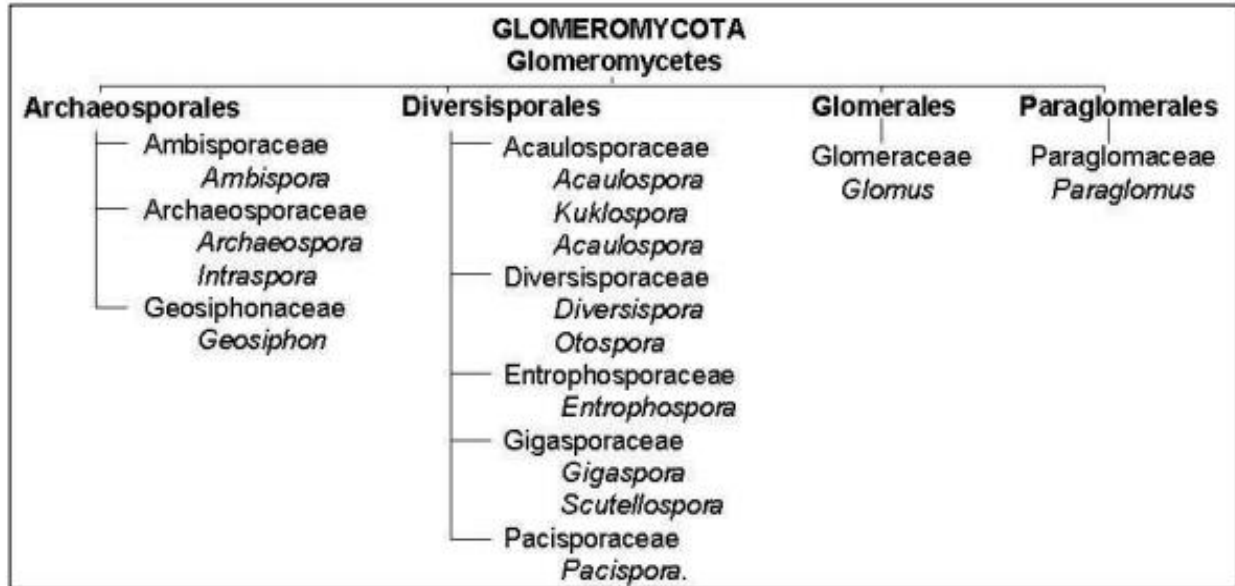 GLOMEROMYCOTA
Glomeromycetes
Archaeosporales
Ambisporaceae
Ambispora
Archaeosporaceae
Archaeospora
Intraspora
Geosiphonaceae
Geosiphon
Diversisporales
Acaulosporaceae
Acaulospora
Kuklospora
Acaulospora
Diversisporaceae
Diversispora
Otospora
Entrophosporaceae
Entrophospora
Gigasporaceae
Gigaspora
Scutellospora
Pacisporaceae
Pacispora.
Glomerales
Glomeraceae
Glomus
Paraglomerales
Paraglomaceae
Paraglomus